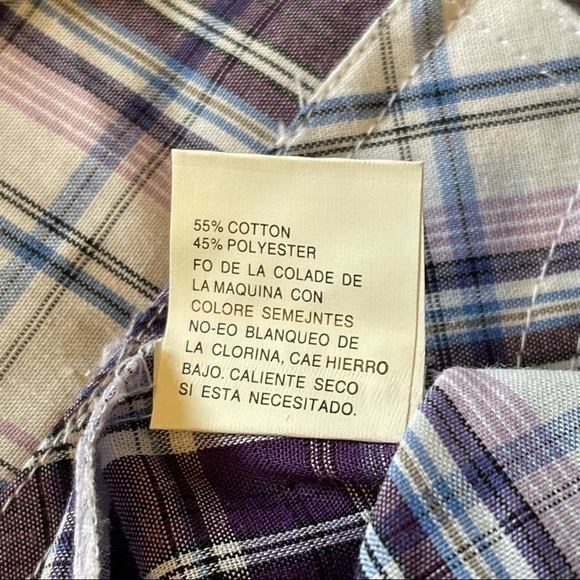 55% COTTON
45% POLYESTER
FO DE LA COLADE DE
LA MAQUINA CON
COLORE SEMEJNTES
NO-EO BLANQUEO DE
LA CLORINA, CAE HIERRO
BAJO. CALIENTE SECO
SI ESTA NECESITADO.